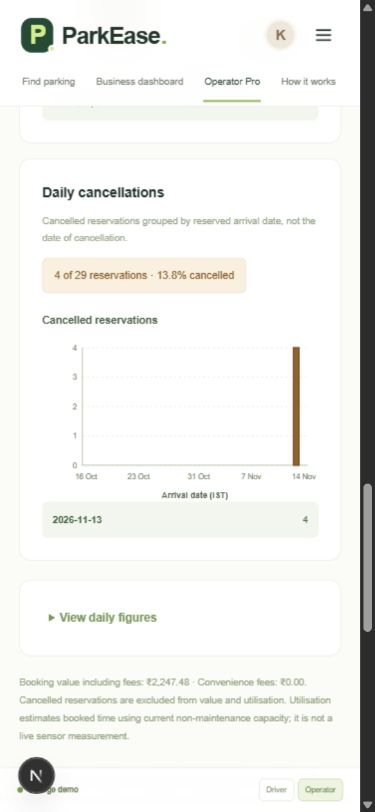 P ParkEase.
K
Find parking Business dashboard Operator Pro How it works
Daily cancellations
Cancelled reservations grouped by reserved arrival date, not the
date of cancellation.
4 of 29 reservations · 13.8% cancelled
Cancelled reservations
4
3
2
1
0
16 Oct 23 Oct 31 Oct 7 Nov 14 Nov
Arrival date (IST)
2026-11-13 4
▶ View daily figures
Booking value including fees: ₹2,247.48 · Convenience fees: ₹0.00.
Cancelled reservations are excluded from value and utilisation. Utilisation
estimates booked time using current non-maintenance capacity; it is not a
live sensor measurement.
N
demo
Driver Operator